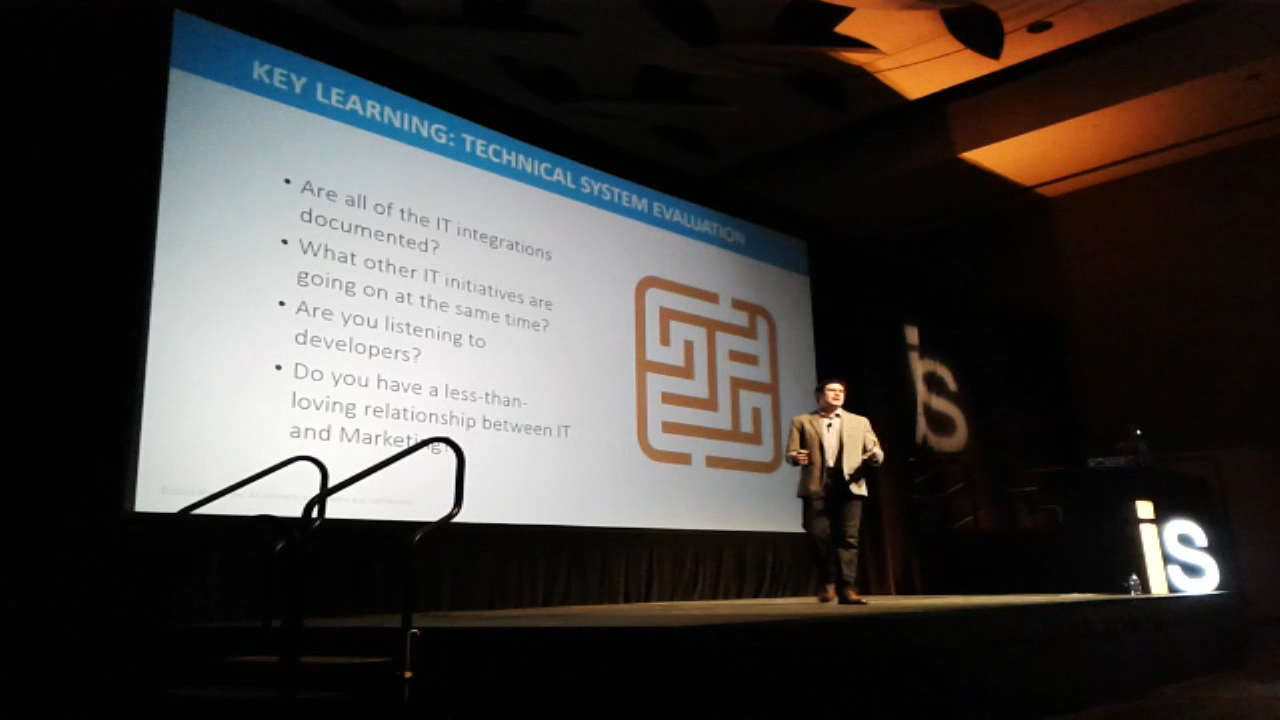 KEY LEARNING: TECHNICAL SYSTEM EVALUATION
• Are all of the IT integrations
documented?
• What other IT initiatives are
going on at the same time?
• Are you listening to
developers?
• Do you have a less-than-
loving relationship between IT
and Marketing?
is
is